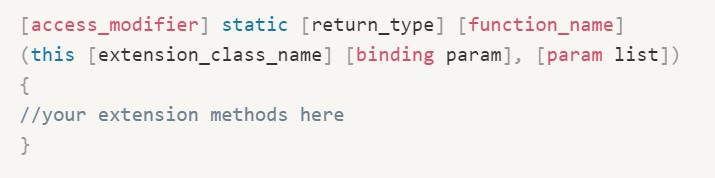 [access_modifier] static [return_type] [function_name]
(this [extension_class_name] [binding param], [param list])
{
//your extension methods here
}